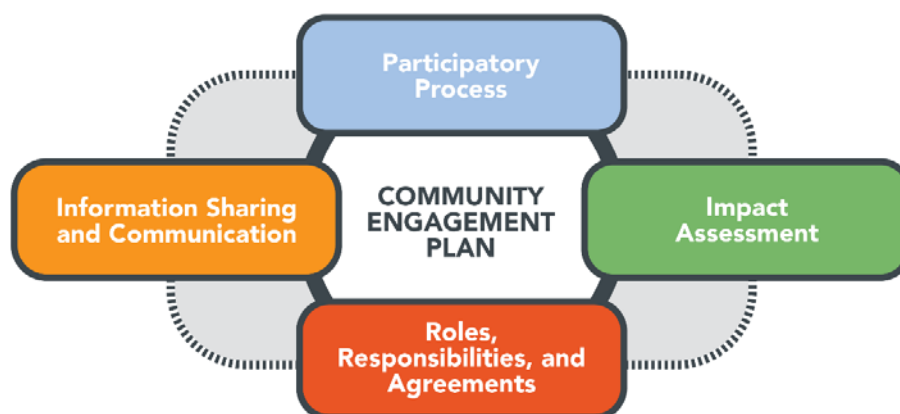 Participatory
Process
Information Sharing
and Communication
COMMUNITY
ENGAGEMENT
PLAN
Impact
Assessment
Roles,
Responsibilities, and
Agreements